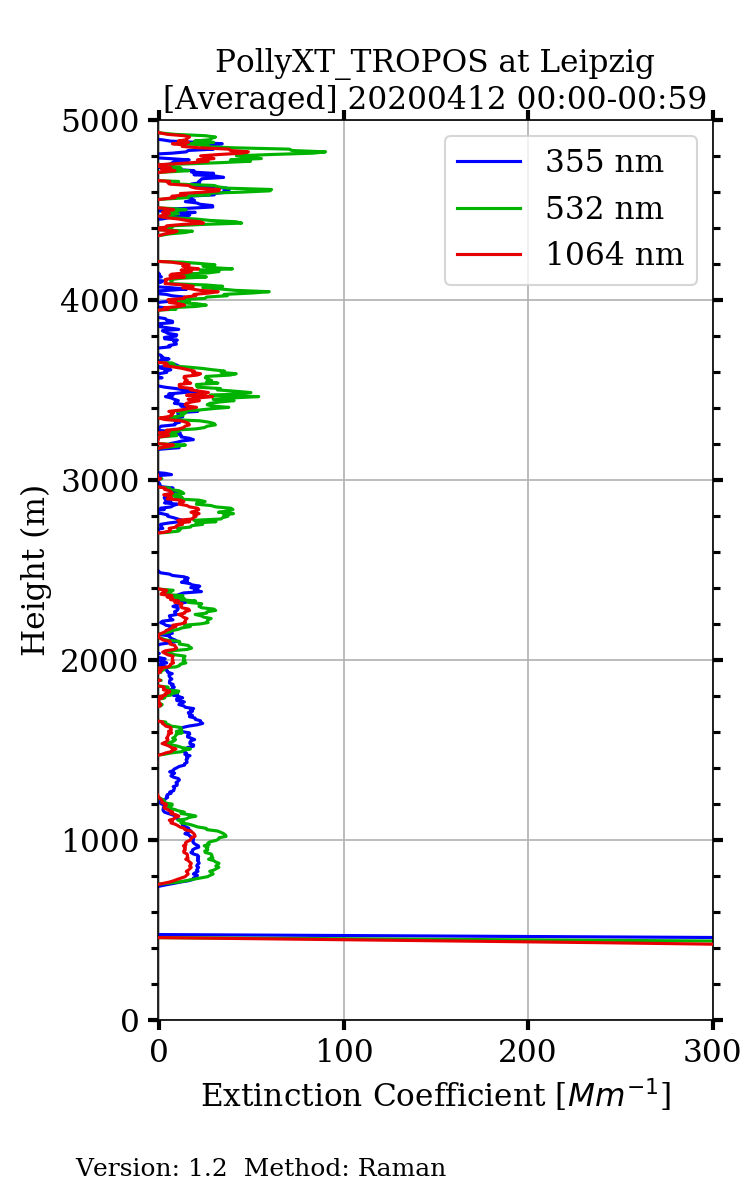 PollyXT_TROPOS at Leipzig
[Averaged] 20200412 00:00-00:59
5000
4000
3000
2000
1000
0
Height (m)
355 nm
532 nm
1064 nm
0 100 200 300
Extinction Coefficient [Mm⁻¹]
Version: 1.2 Method: Raman